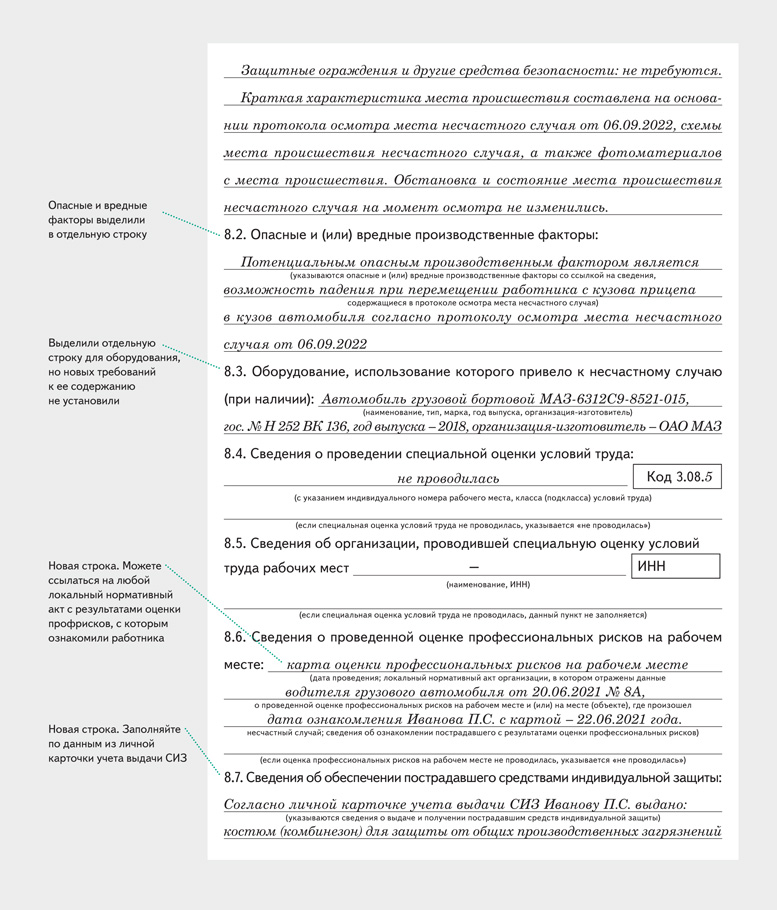 Защитные ограждения и другие средства безопасности: не требуются.
Краткая характеристика места происшествия составлена на основа-
нии протокола осмотра места несчастного случая от 06.09.2022, схемы
места происшествия несчастного случая, а также фотоматериалов
с места происшествия. Обстановка и состояние места происшествия
несчастного случая на момент осмотра не изменились.
Опасные и вредные
факторы выделили
в отдельную строку
8.2. Опасные и (или) вредные производственные факторы:
Потенциальным опасным производственным фактором является
(указываются опасные и (или) вредные производственные факторы со ссылкой на сведения,
возможность падения при перемещении работника с кузова прицепа
содержащиеся в протоколе осмотра места несчастного случая)
в кузов автомобиля согласно протоколу осмотра места несчастного
случая от 06.09.2022
Выделили отдельную
строку для оборудования,
но новых требований
к ее содержанию
не установили
8.3. Оборудование, использование которого привело к несчастному случаю
(при наличии): Автомобиль грузовой бортовой МАЗ-6312С9-8521-015,
(наименование, тип, марка, год выпуска, организация-изготовитель)
гос. № Н 252 ВК 136, год выпуска – 2018, организация-изготовитель – ОАО МАЗ
8.4. Сведения о проведении специальной оценки условий труда:
не проводилась
Код 3.08.5
(с указанием индивидуального номера рабочего места, класса (подкласса) условий труда)
(если специальная оценка условий труда не проводилась, указывается «не проводилась»)
8.5. Сведения об организации, проводившей специальную оценку условий
труда рабочих мест – ИНН
(наименование, ИНН)
(если специальная оценка условий труда не проводилась, данный пункт не заполняется)
Новая строка. Можете
ссылаться на любой
локальный нормативный
акт с результатами оценки
профрисков, с которым
ознакомили работника
8.6. Сведения о проведенной оценке профессиональных рисков на рабочем
месте: карта оценки профессиональных рисков на рабочем месте
(дата проведения; локальный нормативный акт организации, в котором отражены данные
водителя грузового автомобиля от 20.06.2021 № 8А,
о проведенной оценке профессиональных рисков на рабочем месте и (или) на месте (объекте), где произошел
дата ознакомления Иванова П.С. с картой – 22.06.2021 года.
несчастный случай; сведения об ознакомлении пострадавшего с результатами оценки профессиональных рисков)
(если оценка профессиональных рисков на рабочем месте не проводилась, указывается «не проводилась»)
Новая строка. Заполняйте
по данным из личной
карточки учета выдачи СИЗ
8.7. Сведения об обеспечении пострадавшего средствами индивидуальной защиты:
Согласно личной карточке учета выдачи СИЗ Иванову П.С. выдано:
(указываются сведения о выдаче и получении пострадавшим средств индивидуальной защиты)
костюм (комбинезон) для защиты от общих производственных загрязнений